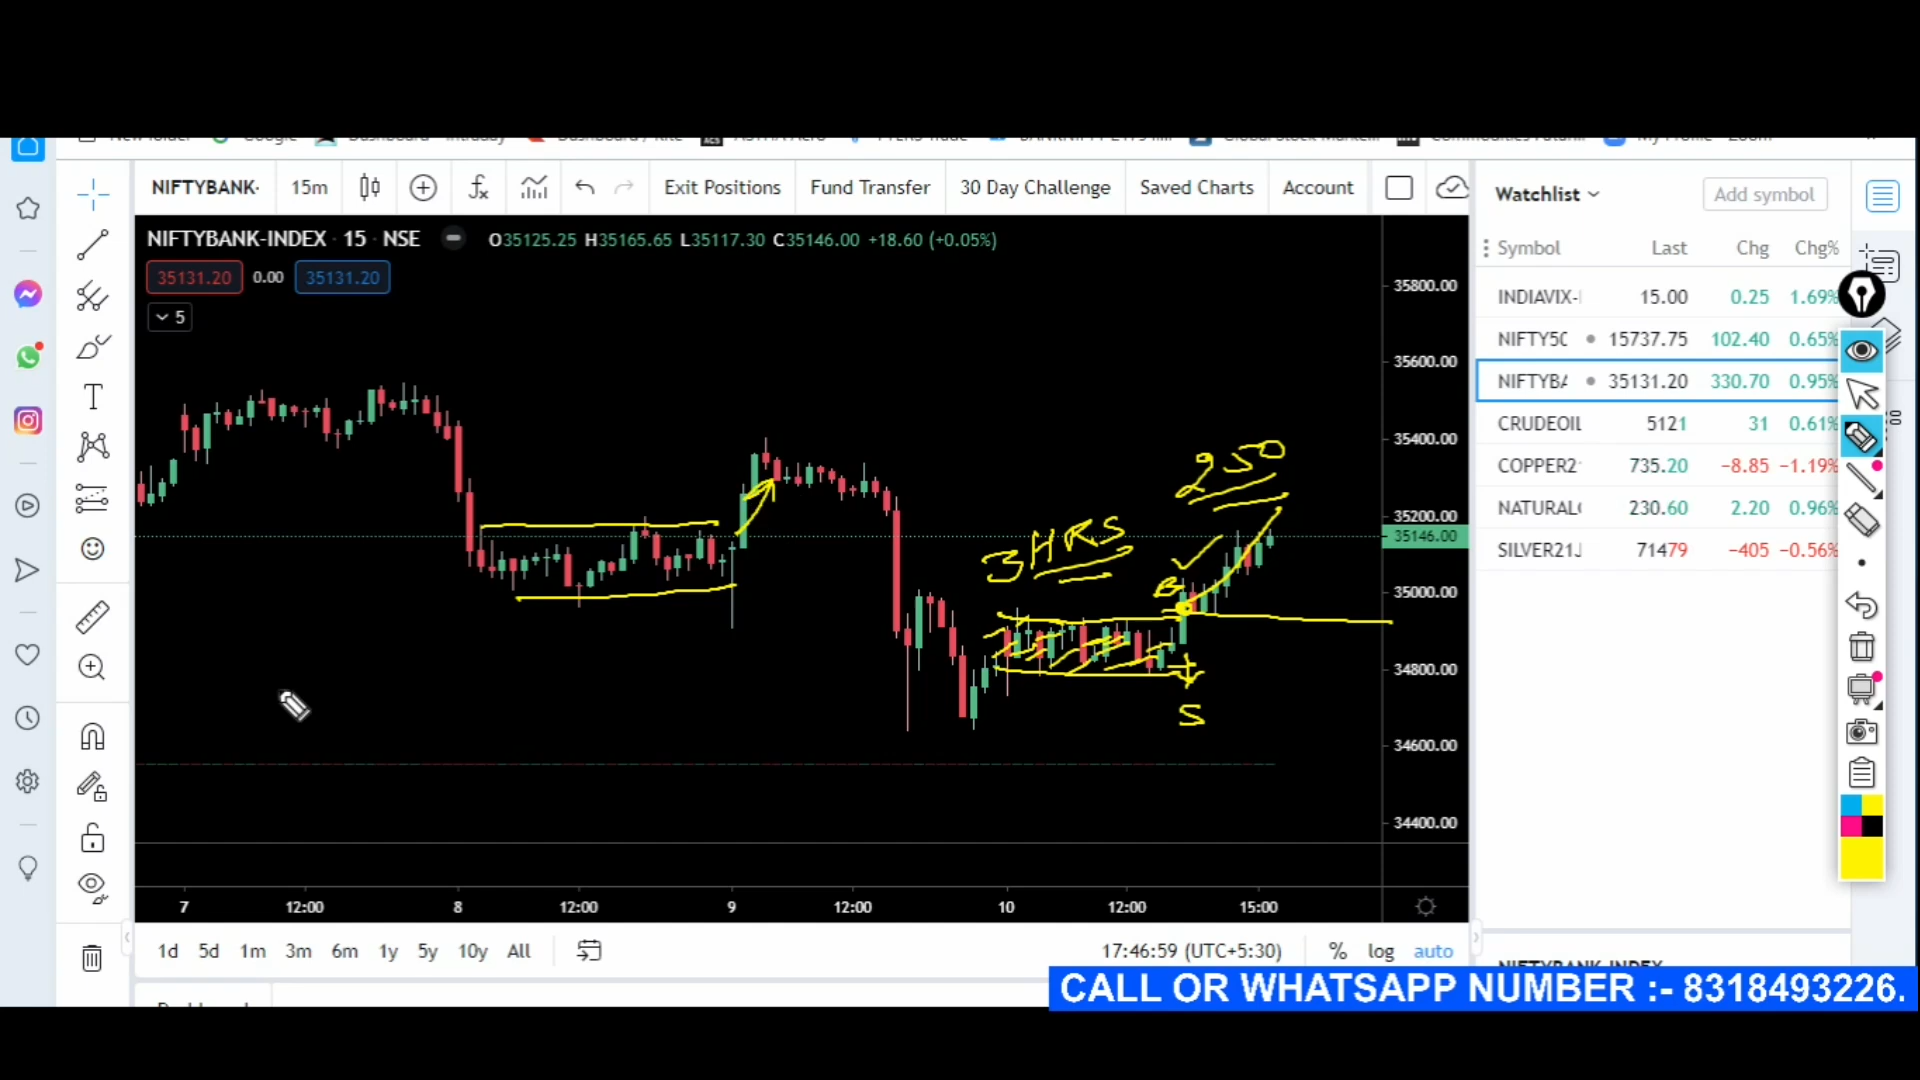 NIFTYBANK-
15m
Exit Positions
Fund Transfer
30 Day Challenge
Saved Charts
Account
Watchlist
Add symbol
NIFTYBANK-INDEX · 15 · NSE
O35125.25 H35165.65 L35117.30 C35146.00 +18.60 (+0.05%)
35131.20 0.00 35131.20
5
Symbol Last Chg Chg%
INDIAVIX- 15.00 0.25 1.69%
NIFTY50 15737.75 102.40 0.65%
NIFTYBA 35131.20 330.70 0.95%
CRUDEOIL 5121 31 0.61%
COPPER2 735.20 −8.85 −1.19%
NATURAL 230.60 2.20 0.96%
SILVER21J 71479 −405 −0.56%
35800.00
35600.00
35400.00
35200.00
35146.00
35000.00
34800.00
34600.00
34400.00
250
3 HRS
B
S
7 12:00 8 12:00 9 12:00 10 12:00 15:00
1d 5d 1m 3m 6m 1y 5y 10y All
17:46:59 (UTC+5:30)
% log auto
CALL OR WHATSAPP NUMBER :- 8318493226.